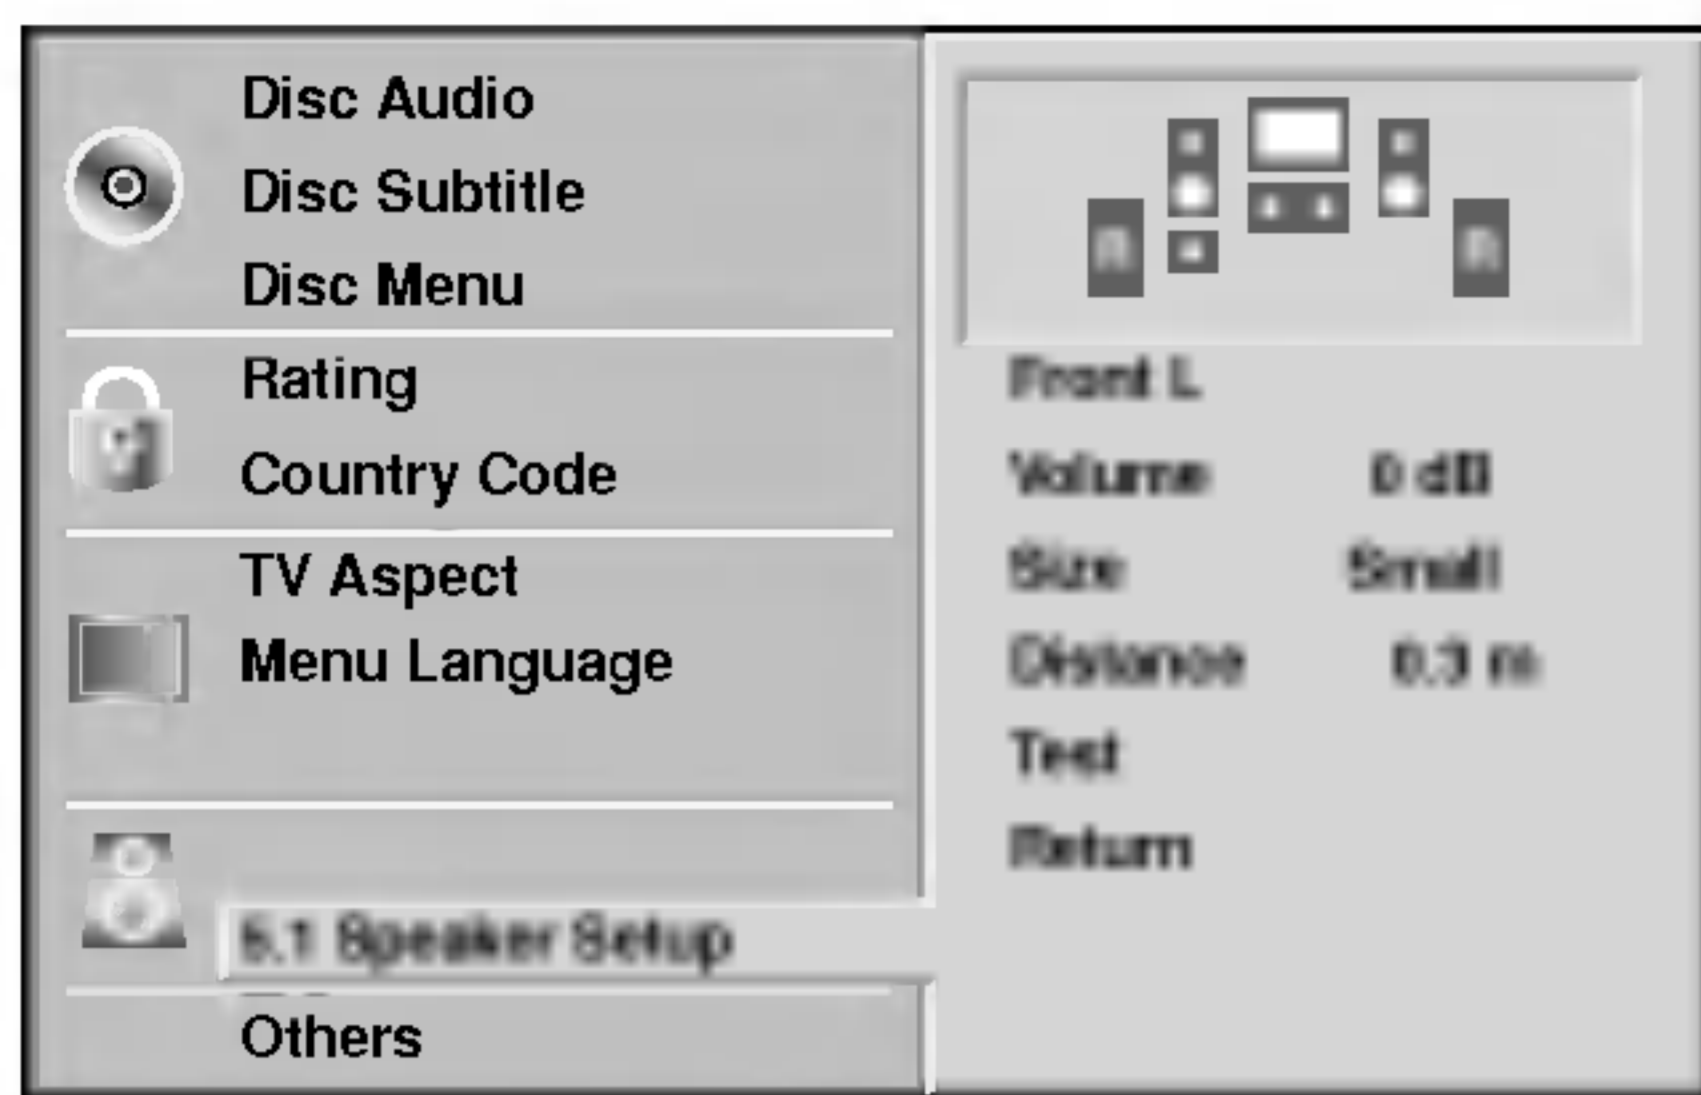 Disc Audio
Disc Subtitle
Disc Menu
Rating
Country Code
TV Aspect
Menu Language
5.1 Speaker Setup
Others
R R
Front L
Volume 0 dB
Size Small
Distance 0.3 m
Test
Return